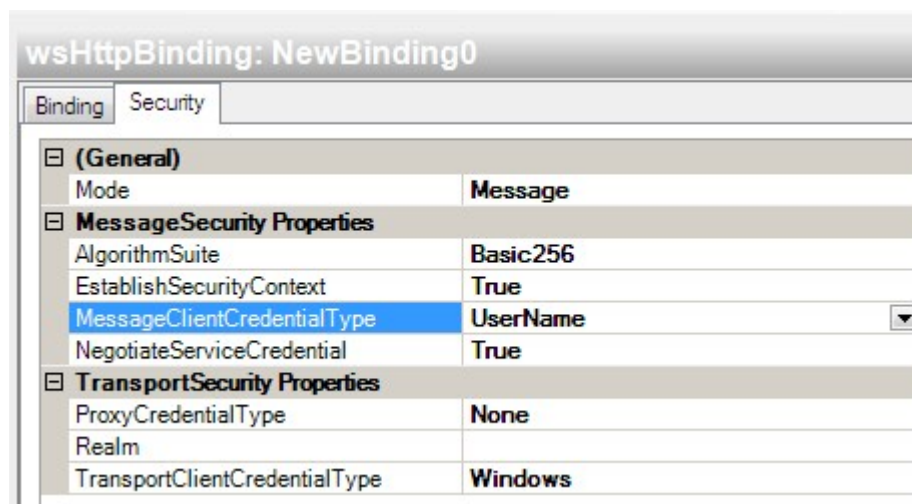 wsHttpBinding: NewBinding0
Binding Security
(General)
Mode Message
MessageSecurity Properties
AlgorithmSuite Basic256
EstablishSecurityContext True
MessageClientCredentialType UserName
NegotiateServiceCredential True
TransportSecurity Properties
ProxyCredentialType None
Realm
TransportClientCredentialType Windows